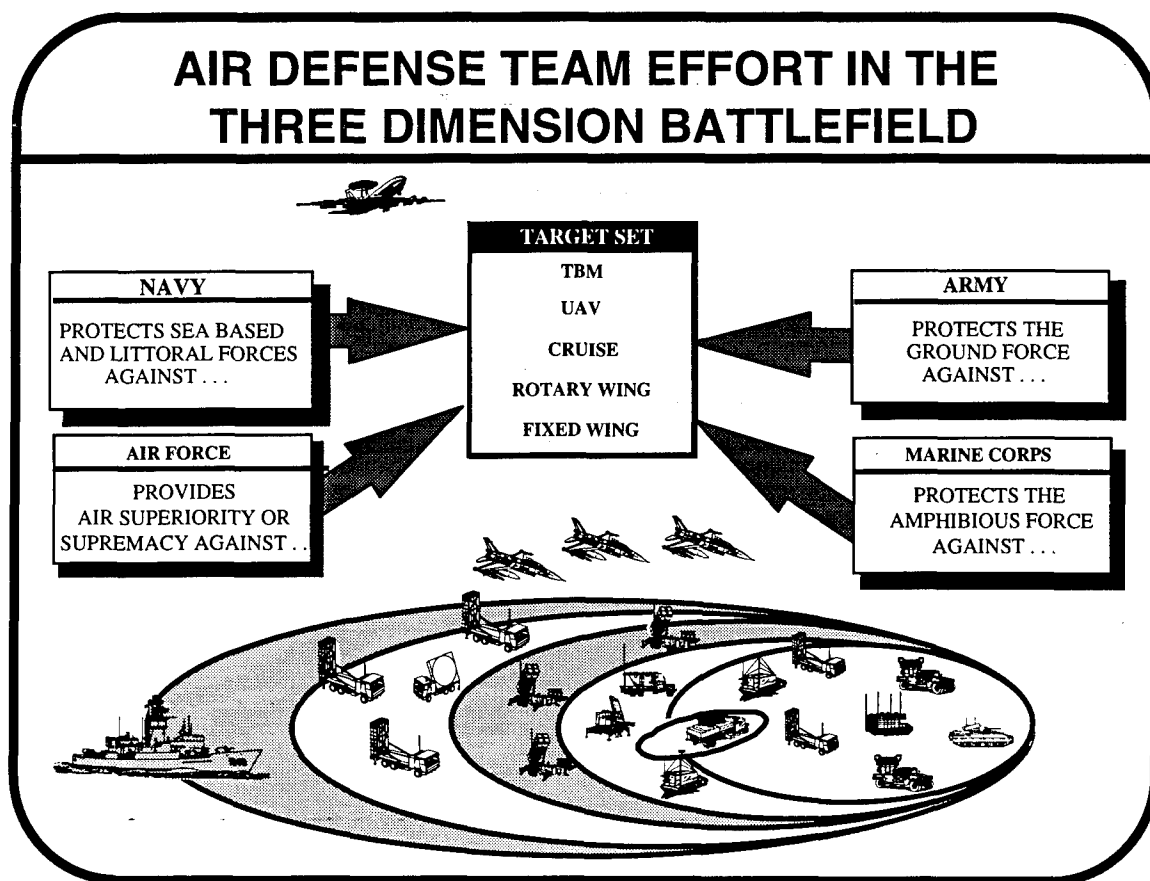 AIR DEFENSE TEAM EFFORT IN THE
THREE DIMENSION BATTLEFIELD
TARGET SET
TBM
UAV
CRUISE
ROTARY WING
FIXED WING
NAVY
PROTECTS SEA BASED
AND LITTORAL FORCES
AGAINST . . .
AIR FORCE
PROVIDES
AIR SUPERIORITY OR
SUPREMACY AGAINST . .
ARMY
PROTECTS THE
GROUND FORCE
AGAINST . . .
MARINE CORPS
PROTECTS THE
AMPHIBIOUS FORCE
AGAINST . . .